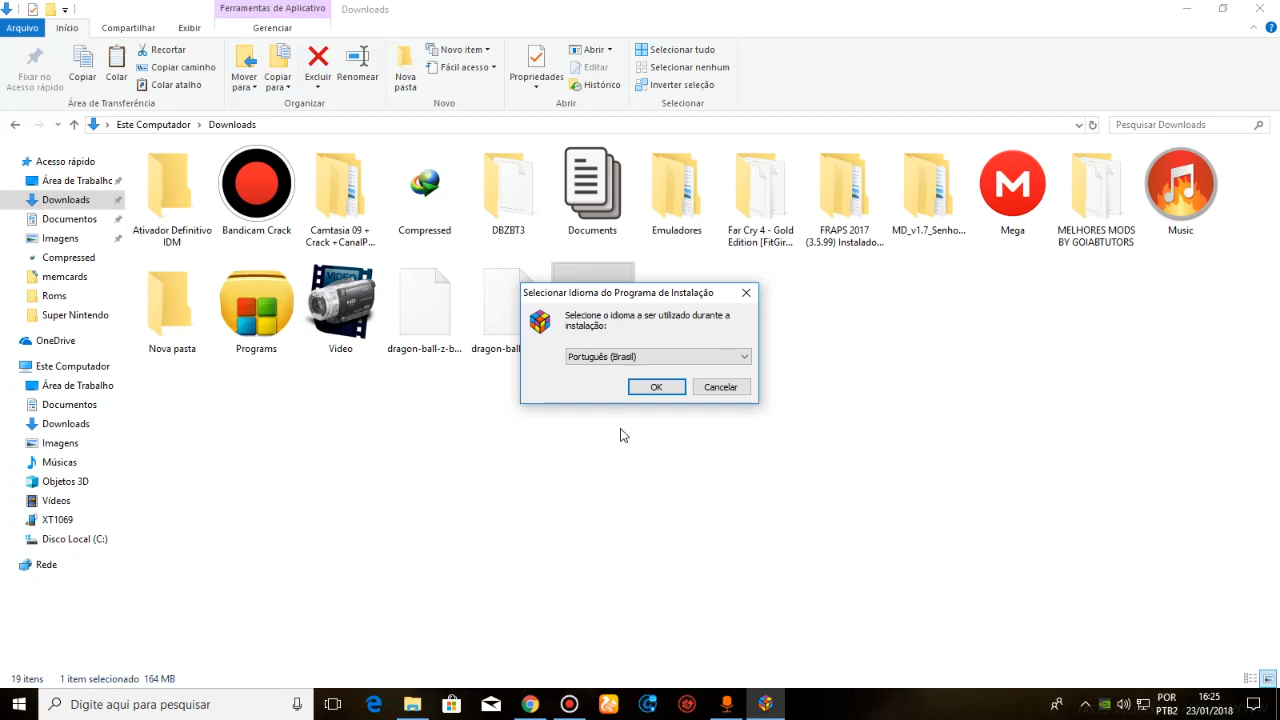 Ferramentas de Aplicativo
Downloads
Arquivo
Início
Compartilhar
Exibir
Gerenciar
Fixar no
Acesso rápido
Copiar
Colar
Recortar
Copiar caminho
Colar atalho
Área de Transferência
Mover
para
Copiar
para
Excluir
Renomear
Organizar
Nova
pasta
Novo item
Fácil acesso
Novo
Propriedades
Abrir
Editar
Histórico
Abrir
Selecionar tudo
Selecionar nenhum
Inverter seleção
Selecionar
Este Computador
Downloads
Pesquisar Downloads
Acesso rápido
Área de Trabalho
Downloads
Documentos
Imagens
Compressed
memcards
Roms
Super Nintendo
OneDrive
Este Computador
Área de Trabalho
Documentos
Downloads
Imagens
Músicas
Objetos 3D
Vídeos
XT1069
Disco Local (C:)
Rede
Ativador Definitivo
IDM
Bandicam Crack
Camtasia 09 +
Crack +CanalP...
Compressed
DBZBT3
Documents
Emuladores
Far Cry 4 - Gold
Edition [FitGir...
FRAPS 2017
(3.5.99) Instalado...
MD_v1.7_Senho...
Mega
MELHORES MODS
BY GOIABTUTORS
Music
Nova pasta
Programs
VIDEO
Video
dragon-ball-z-b...
dragon-ball
Selecionar Idioma do Programa de Instalação
Selecione o idioma a ser utilizado durante a
instalação:
Português (Brasil)
OK
Cancelar
19 itens
1 item selecionado
164 MB
Digite aqui para pesquisar
POR
PTB2
16:25
23/01/2018